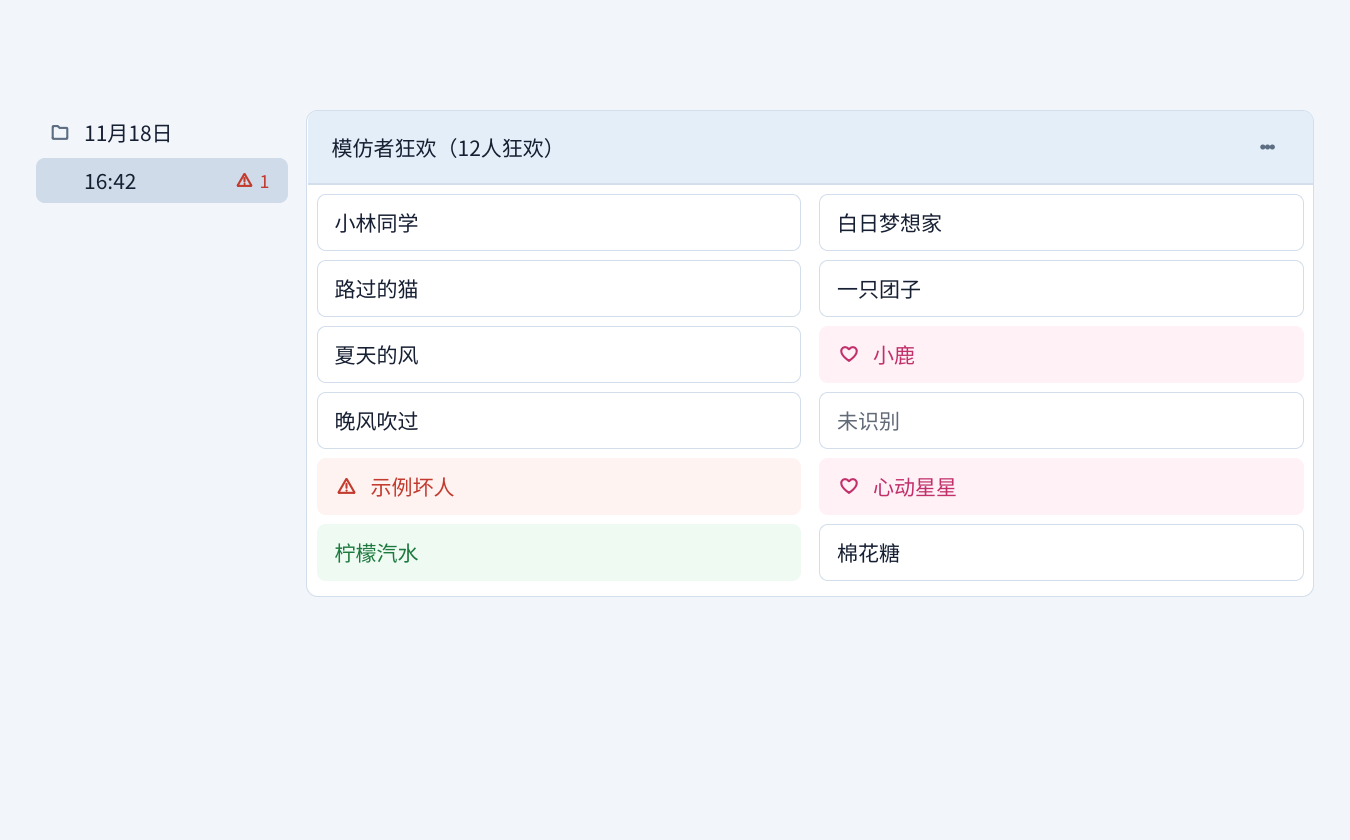 11月18日
16:42
1
模仿者狂欢（12人狂欢）
小林同学
白日梦想家
路过的猫
一只团子
夏天的风
小鹿
晚风吹过
未识别
示例坏人
心动星星
柠檬汽水
棉花糖